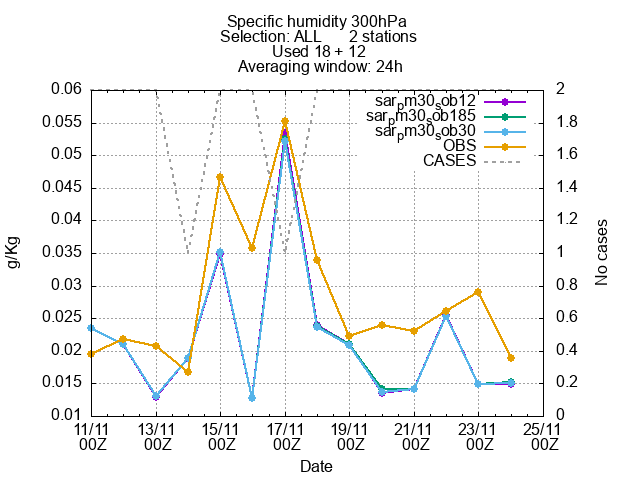 Specific humidity 300hPa
Selection: ALL 2 stations
Used 18 + 12
Averaging window: 24h
0.06 2
0.055 1.8
0.05 1.6
0.045 1.4
0.04 1.2
0.035 1
0.03 0.8
0.025 0.6
0.02 0.4
0.015 0.2
0.01 0
sarpm30sob12
sarpm30sob185
sarpm30sob30
OBS
CASES
g/Kg
No cases
11/11 13/11 15/11 17/11 19/11 21/11 23/11 25/11
00Z 00Z 00Z 00Z 00Z 00Z 00Z 00Z
Date